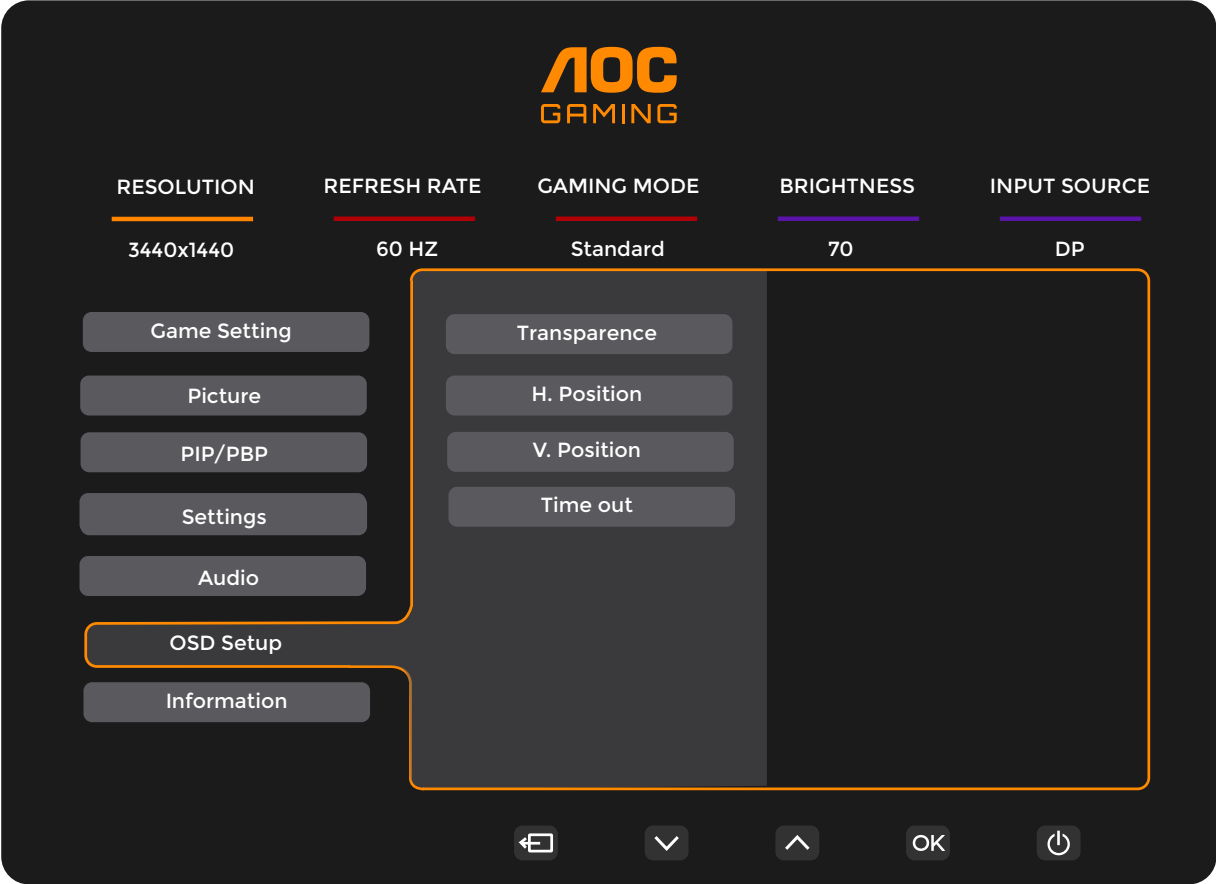 AOC
GAMING
RESOLUTION REFRESH RATE GAMING MODE BRIGHTNESS INPUT SOURCE
3440x1440 60 HZ Standard 70 DP
Game Setting
Picture
PIP/PBP
Settings
Audio
OSD Setup
Information
Transparence
H. Position
V. Position
Time out
OK